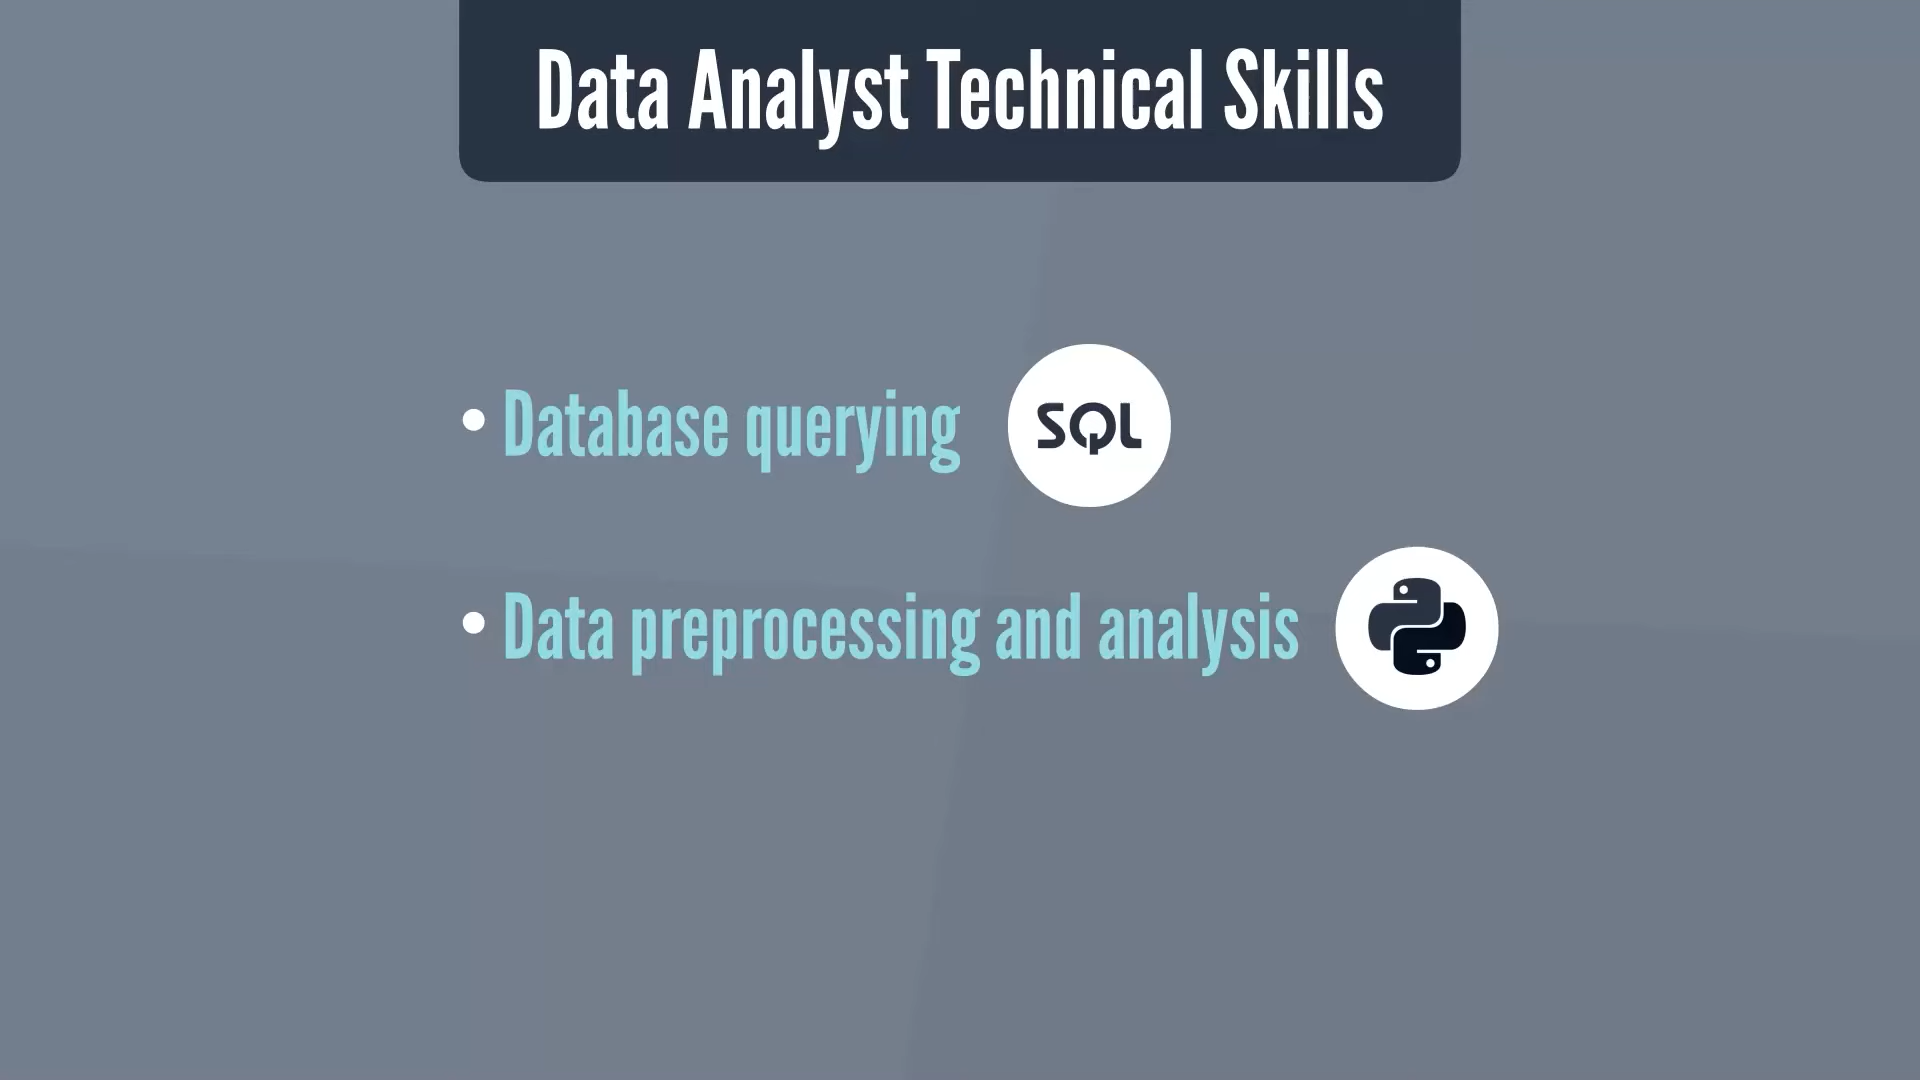 Data Analyst Technical Skills
• Database querying SQL
• Data preprocessing and analysis